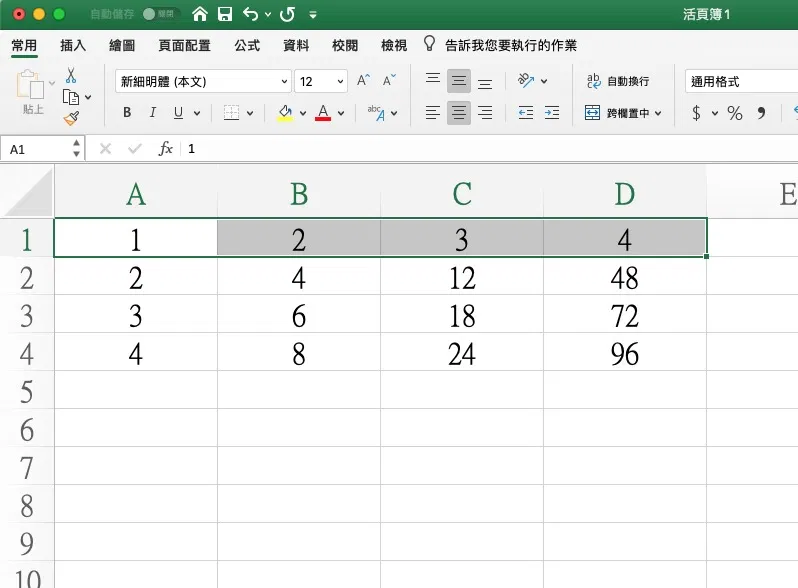 自動儲存 關閉 活頁簿1
常用 插入 繪圖 頁面配置 公式 資料 校閱 檢視 告訴我您要執行的作業
貼上 新細明體 (本文) 12 A^ A˅ ab 自動換行 通用格式
B I U A abc A 跨欄置中 $ % ,
A1 fx 1
A B C D E
1 1 2 3 4
2 2 4 12 48
3 3 6 18 72
4 4 8 24 96
5
6
7
8
9
10